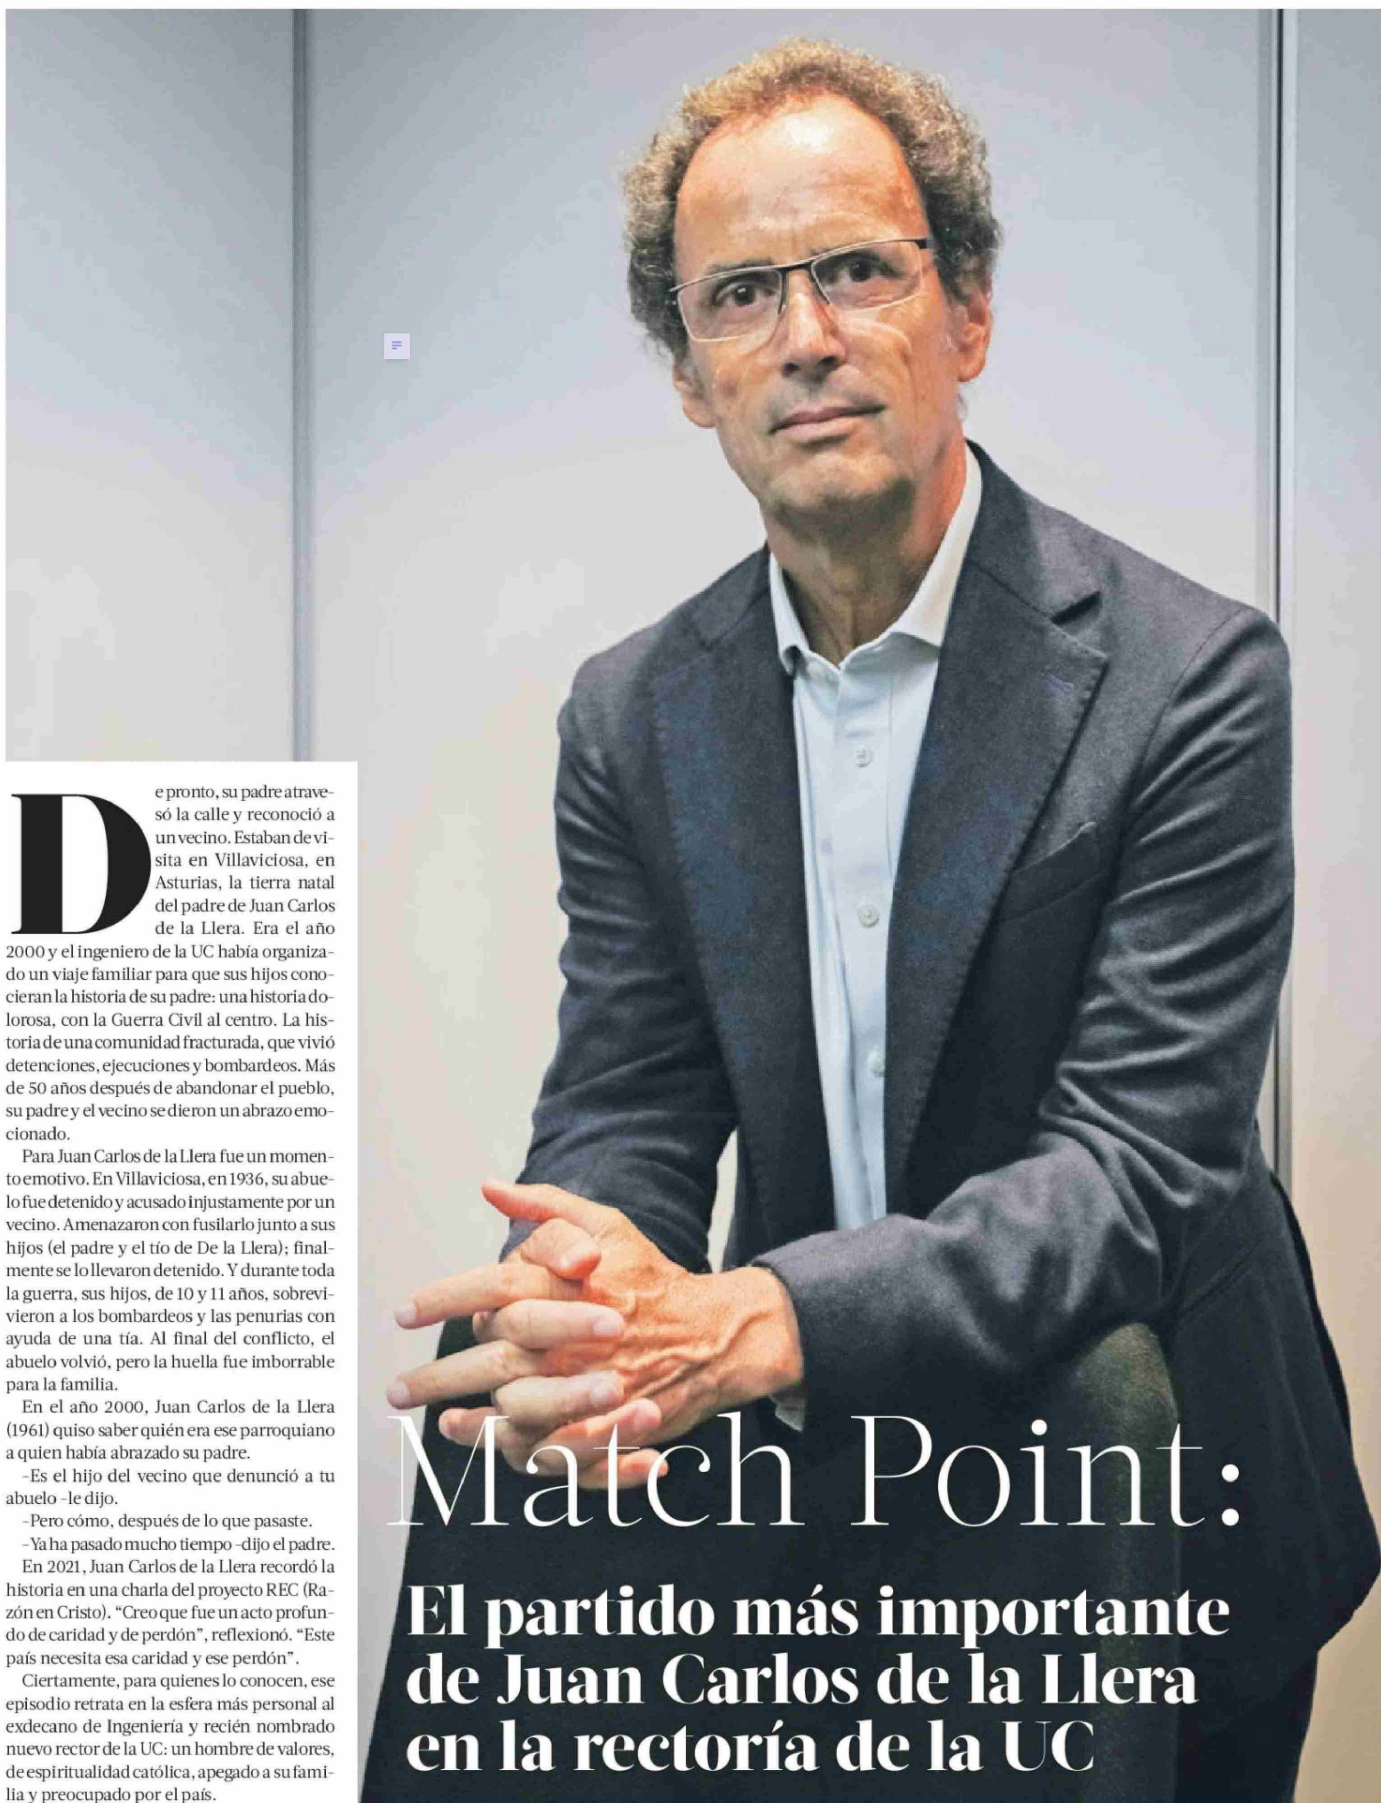 De pronto, su padre atrave-
só la calle y reconoció a
un vecino. Estaban de vi-
sita en Villaviciosa, en
Asturias, la tierra natal
del padre de Juan Carlos
de la Llera. Era el año
2000 y el ingeniero de la UC había organiza-
do un viaje familiar para que sus hijos cono-
cieran la historia de su padre: una historia do-
lorosa, con la Guerra Civil al centro. La his-
toria de una comunidad fracturada, que vivió
detenciones, ejecuciones y bombardeos. Más
de 50 años después de abandonar el pueblo,
su padre y el vecino se dieron un abrazo emo-
cionado.
Para Juan Carlos de la Llera fue un momen-
to emotivo. En Villaviciosa, en 1936, su abue-
lo fue detenido y acusado injustamente por un
vecino. Amenazaron con fusilarlo junto a sus
hijos (el padre y el tío de De la Llera); final-
mente se lo llevaron detenido. Y durante toda
la guerra, sus hijos, de 10 y 11 años, sobrevi-
vieron a los bombardeos y las penurias con
ayuda de una tía. Al final del conflicto, el
abuelo volvió, pero la huella fue imborrable
para la familia.
En el año 2000, Juan Carlos de la Llera
(1961) quiso saber quién era ese parroquiano
a quien había abrazado su padre.
-Es el hijo del vecino que denunció a tu
abuelo -le dijo.
-Pero cómo, después de lo que pasaste.
-Ya ha pasado mucho tiempo -dijo el padre.
En 2021, Juan Carlos de la Llera recordó la
historia en una charla del proyecto REC (Ra-
zón en Cristo). “Creo que fue un acto profun-
do de caridad y de perdón”, reflexionó. “Este
país necesita esa caridad y ese perdón”.
Ciertamente, para quienes lo conocen, ese
episodio retrata en la esfera más personal al
exdecano de Ingeniería y recién nombrado
nuevo rector de la UC: un hombre de valores,
de espiritualidad católica, apegado a su fami-
lia y preocupado por el país.
Match Point:
El partido más importante
de Juan Carlos de la Llera
en la rectoría de la UC